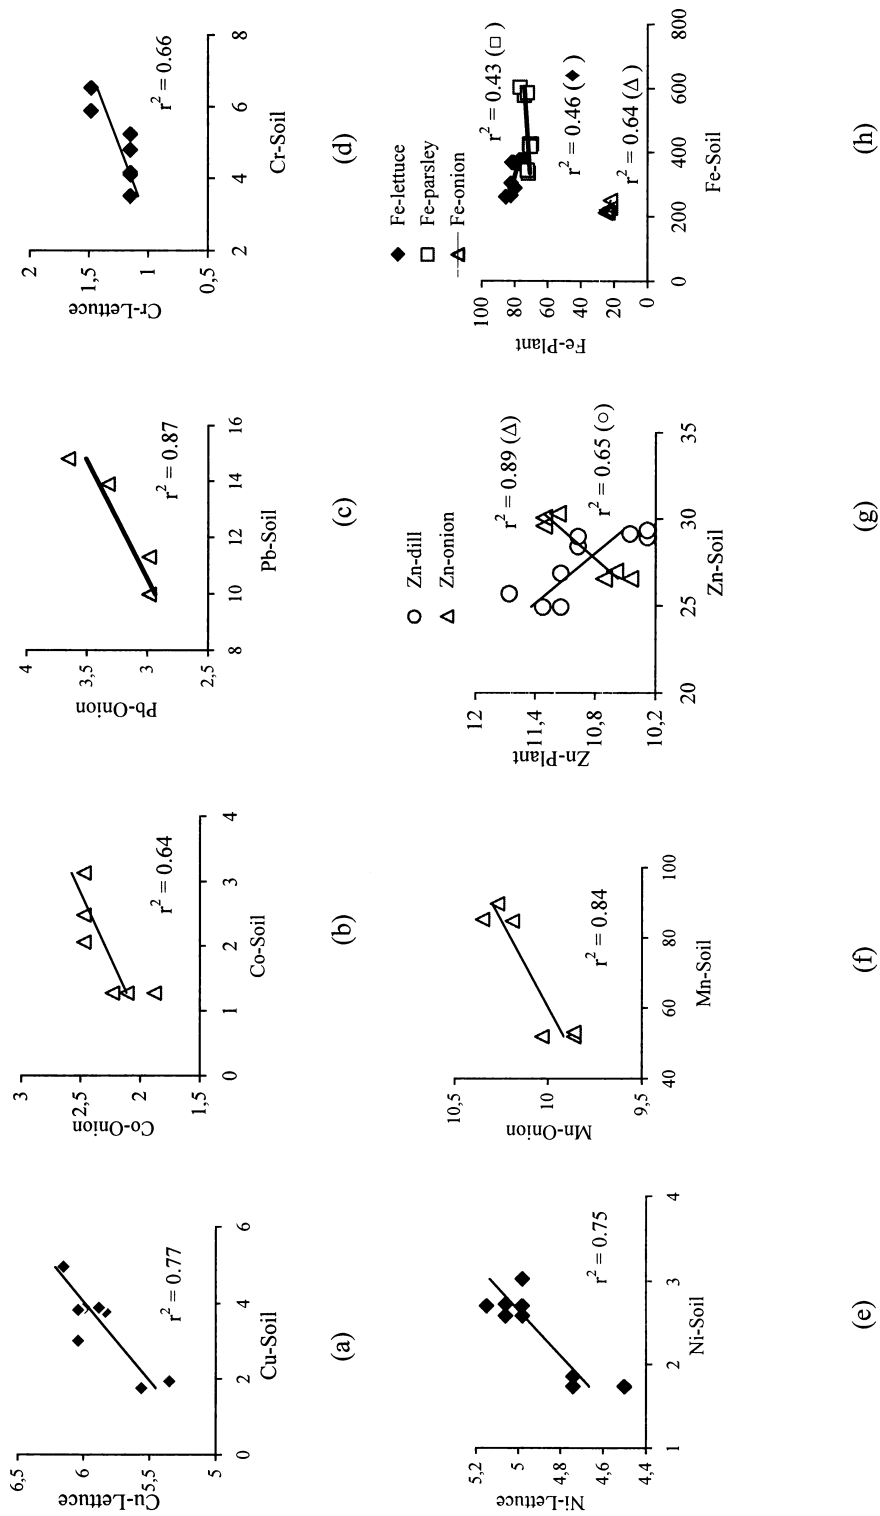 6,5
6
5,5
5
Cu-Lettuce
0
2
4
6
Cu-Soil
r² = 0.77
(a)
3
2,5
2
1,5
Co-Onion
0
1
2
3
4
Co-Soil
r² = 0.64
(b)
4
3,5
3
2,5
Pb-Onion
8
10
12
14
16
Pb-Soil
r² = 0.87
(c)
2
1,5
1
0,5
Cr-Lettuce
2
4
6
8
Cr-Soil
r² = 0.66
(d)
5,2
5
4,8
4,6
4,4
Ni-Lettuce
1
2
3
4
Ni-Soil
r² = 0.75
(e)
10,5
10
9,5
Mn-Onion
40
60
80
100
Mn-Soil
r² = 0.84
(f)
Zn-dill
Zn-onion
12
11,4
10,8
10,2
Zn-Plant
20
25
30
35
Zn-Soil
r² = 0.89 (△)
r² = 0.65 (○)
(g)
Fe-lettuce
Fe-parsley
Fe-onion
100
80
60
40
20
0
Fe-Plant
0
200
400
600
800
Fe-Soil
r² = 0.43 (□)
r² = 0.46 (◆)
r² = 0.64 (△)
(h)